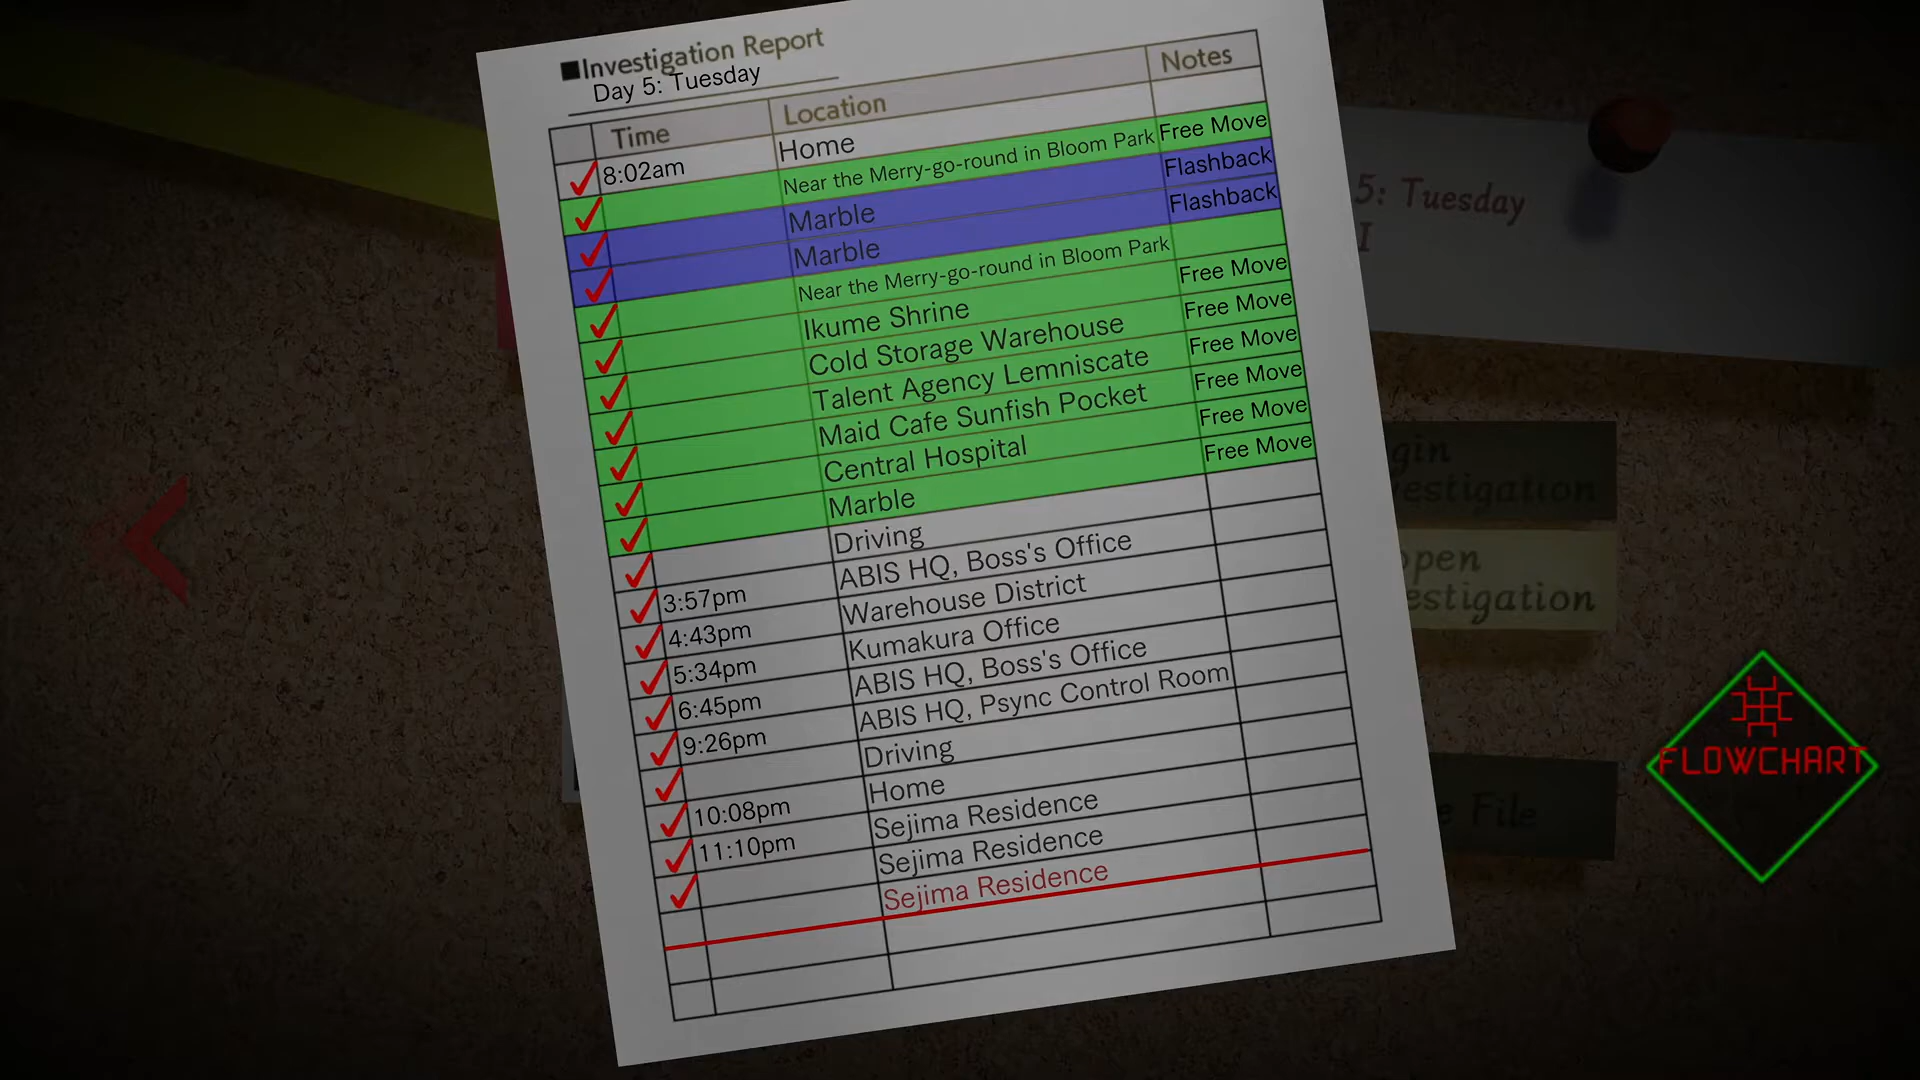 ■Investigation Report
Day 5: Tuesday
Time Location Notes
8:02am Home
Near the Merry-go-round in Bloom Park Free Move
Marble Flashback
Marble Flashback
Near the Merry-go-round in Bloom Park
Ikume Shrine Free Move
Cold Storage Warehouse Free Move
Talent Agency Lemniscate Free Move
Maid Cafe Sunfish Pocket Free Move
Central Hospital Free Move
Marble Free Move
Driving
3:57pm ABIS HQ, Boss's Office
4:43pm Warehouse District
5:34pm Kumakura Office
6:45pm ABIS HQ, Boss's Office
9:26pm ABIS HQ, Psync Control Room
Driving
10:08pm Home
11:10pm Sejima Residence
Sejima Residence
Sejima Residence
5: Tuesday
I
gin
estigation
pen
estigation
FLOWCHART
e File